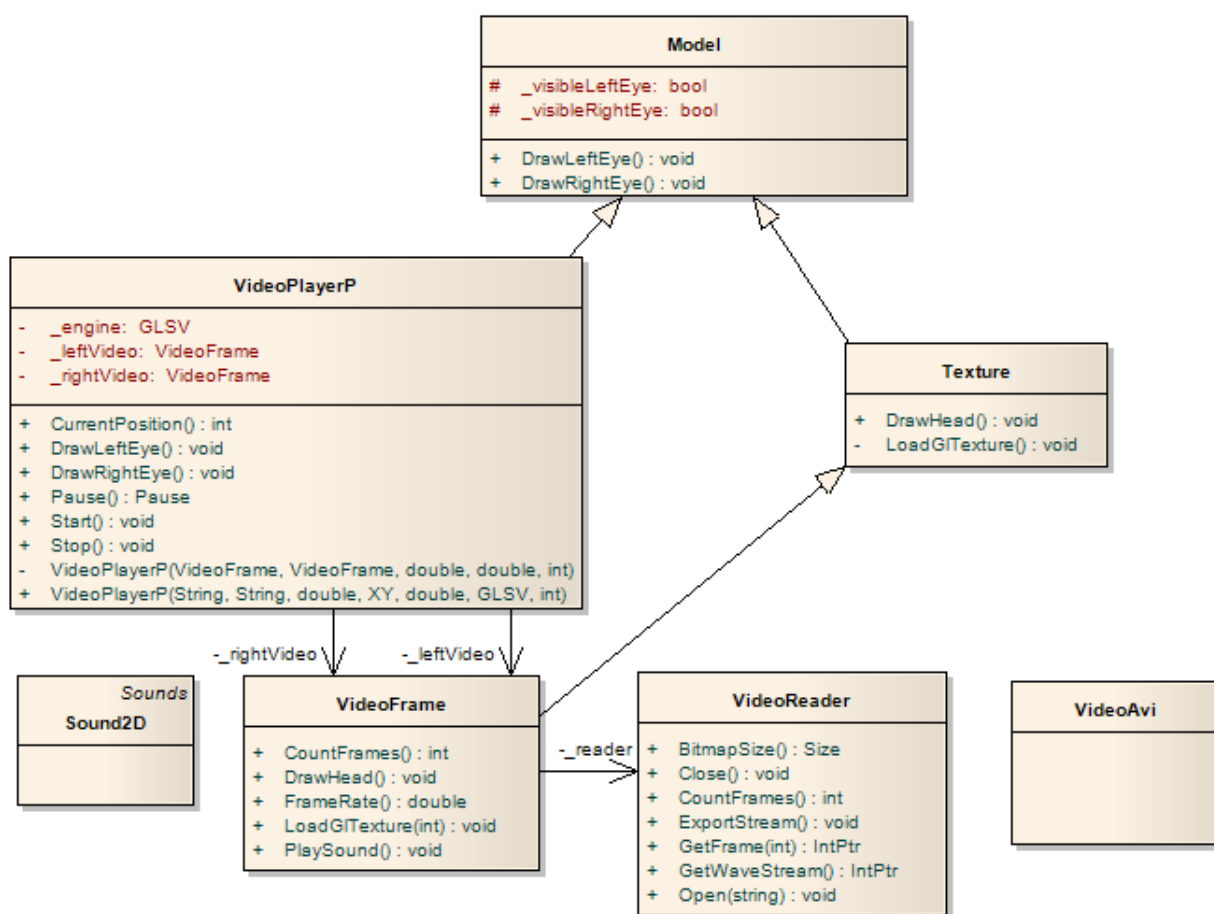 Model
# _visibleLeftEye: bool
# _visibleRightEye: bool
+ DrawLeftEye() : void
+ DrawRightEye() : void
VideoPlayerP
- _engine: GLSV
- _leftVideo: VideoFrame
- _rightVideo: VideoFrame
+ CurrentPosition() : int
+ DrawLeftEye() : void
+ DrawRightEye() : void
+ Pause() : Pause
+ Start() : void
+ Stop() : void
- VideoPlayerP(VideoFrame, VideoFrame, double, double, int)
+ VideoPlayerP(String, String, double, XY, double, GLSV, int)
Texture
+ DrawHead() : void
- LoadGlTexture() : void
-_rightVideo
-_leftVideo
Sounds
Sound2D
VideoFrame
+ CountFrames() : int
+ DrawHead() : void
+ FrameRate() : double
+ LoadGlTexture(int) : void
+ PlaySound() : void
-_reader
VideoReader
+ BitmapSize() : Size
+ Close() : void
+ CountFrames() : int
+ ExportStream() : void
+ GetFrame(int) : IntPtr
+ GetWaveStream() : IntPtr
+ Open(string) : void
VideoAvi